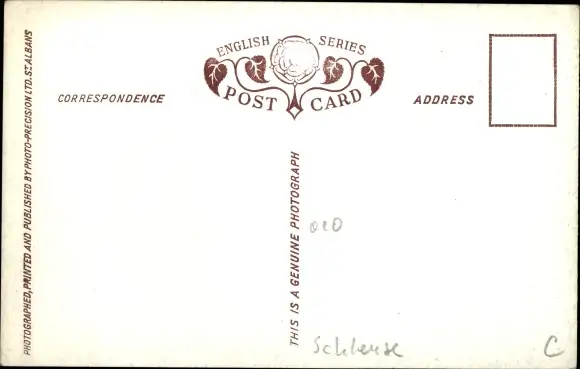 ENGLISH SERIES
POST CARD
CORRESPONDENCE
ADDRESS
PHOTOGRAPHED, PRINTED AND PUBLISHED BY PHOTO-PRECISION LTD. ST. ALBANS
THIS IS A GENUINE PHOTOGRAPH
Schleuse
C